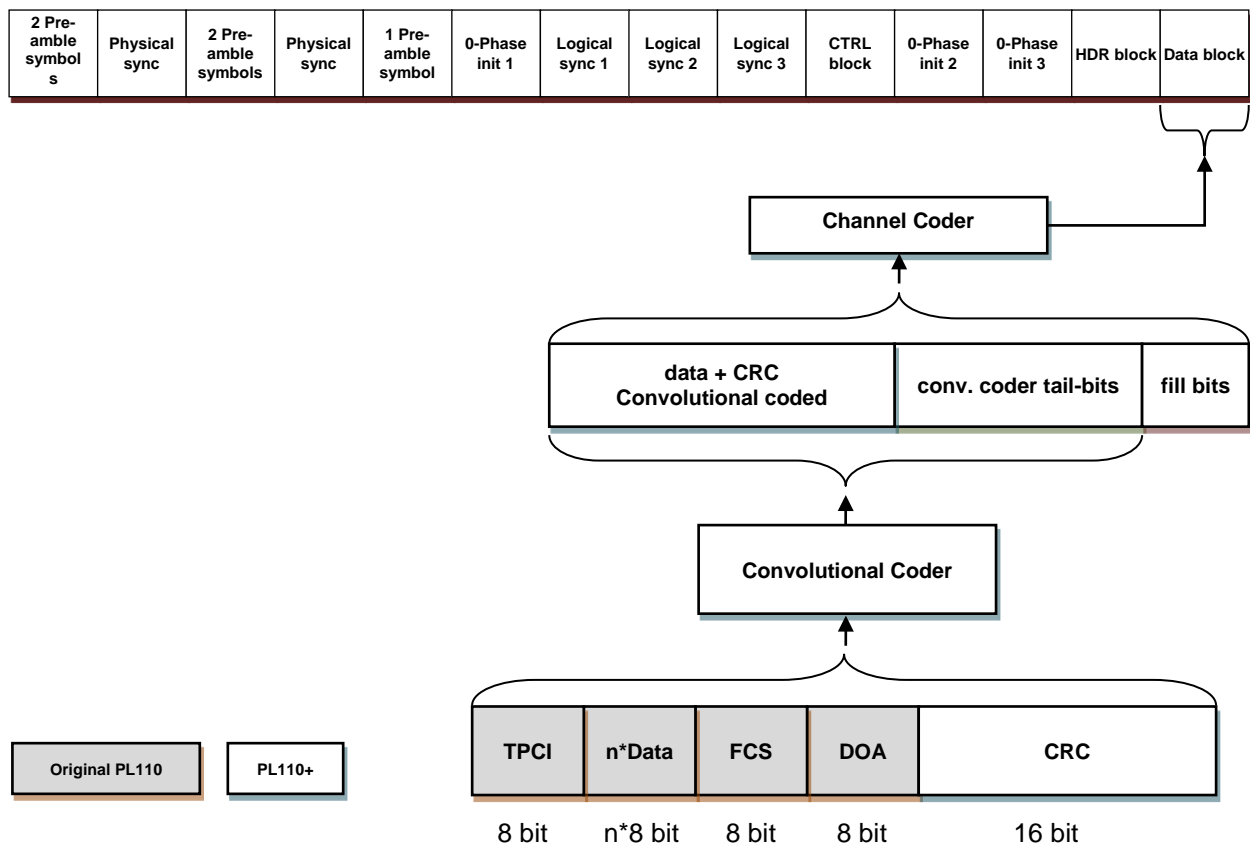 2 Pre-
amble
symbol
s
Physical
sync
2 Pre-
amble
symbols
Physical
sync
1 Pre-
amble
symbol
0-Phase
init 1
Logical
sync 1
Logical
sync 2
Logical
sync 3
CTRL
block
0-Phase
init 2
0-Phase
init 3
HDR block
Data block
Channel Coder
data + CRC
Convolutional coded
conv. coder tail-bits
fill bits
Convolutional Coder
TPCI
n*Data
FCS
DOA
CRC
Original PL110
PL110+
8 bit
n*8 bit
8 bit
8 bit
16 bit